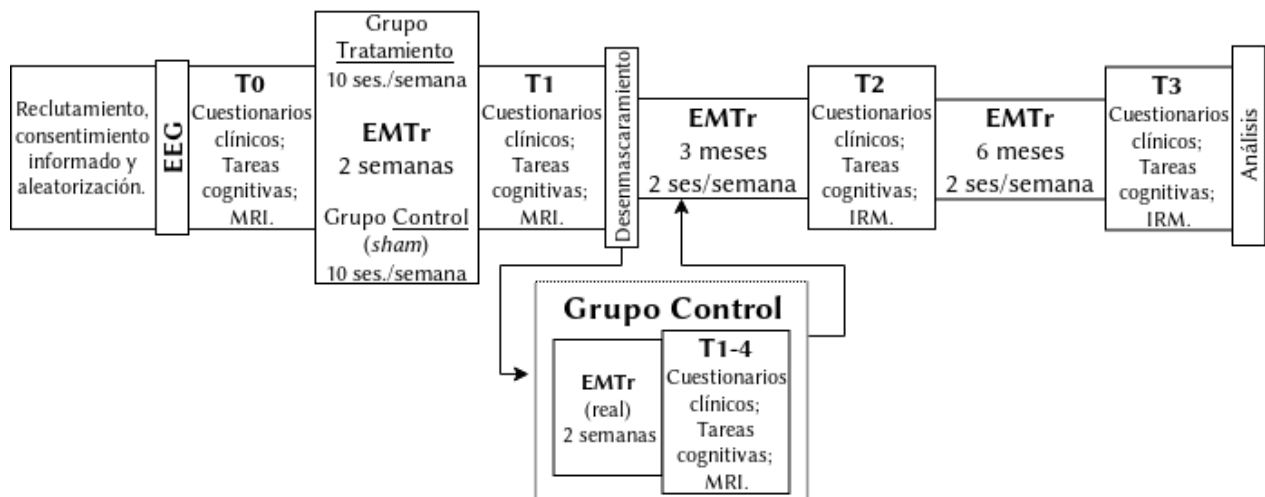 Reclutamiento,
consentimiento
informado y
aleatorización.
EEG
T0
Cuestionarios
clínicos;
Tareas
cognitivas;
MRI.
Grupo
Tratamiento
10 ses./semana
EMTr
2 semanas
Grupo Control
(sham)
10 ses./semana
T1
Cuestionarios
clínicos;
Tareas
cognitivas;
MRI.
Desenmascaramiento
EMTr
3 meses
2 ses/semana
T2
Cuestionarios
clínicos;
Tareas
cognitivas;
IRM.
EMTr
6 meses
2 ses/semana
T3
Cuestionarios
clínicos;
Tareas
cognitivas;
IRM.
Análisis
Grupo Control
EMTr
(real)
2 semanas
T1-4
Cuestionarios
clínicos;
Tareas
cognitivas;
MRI.